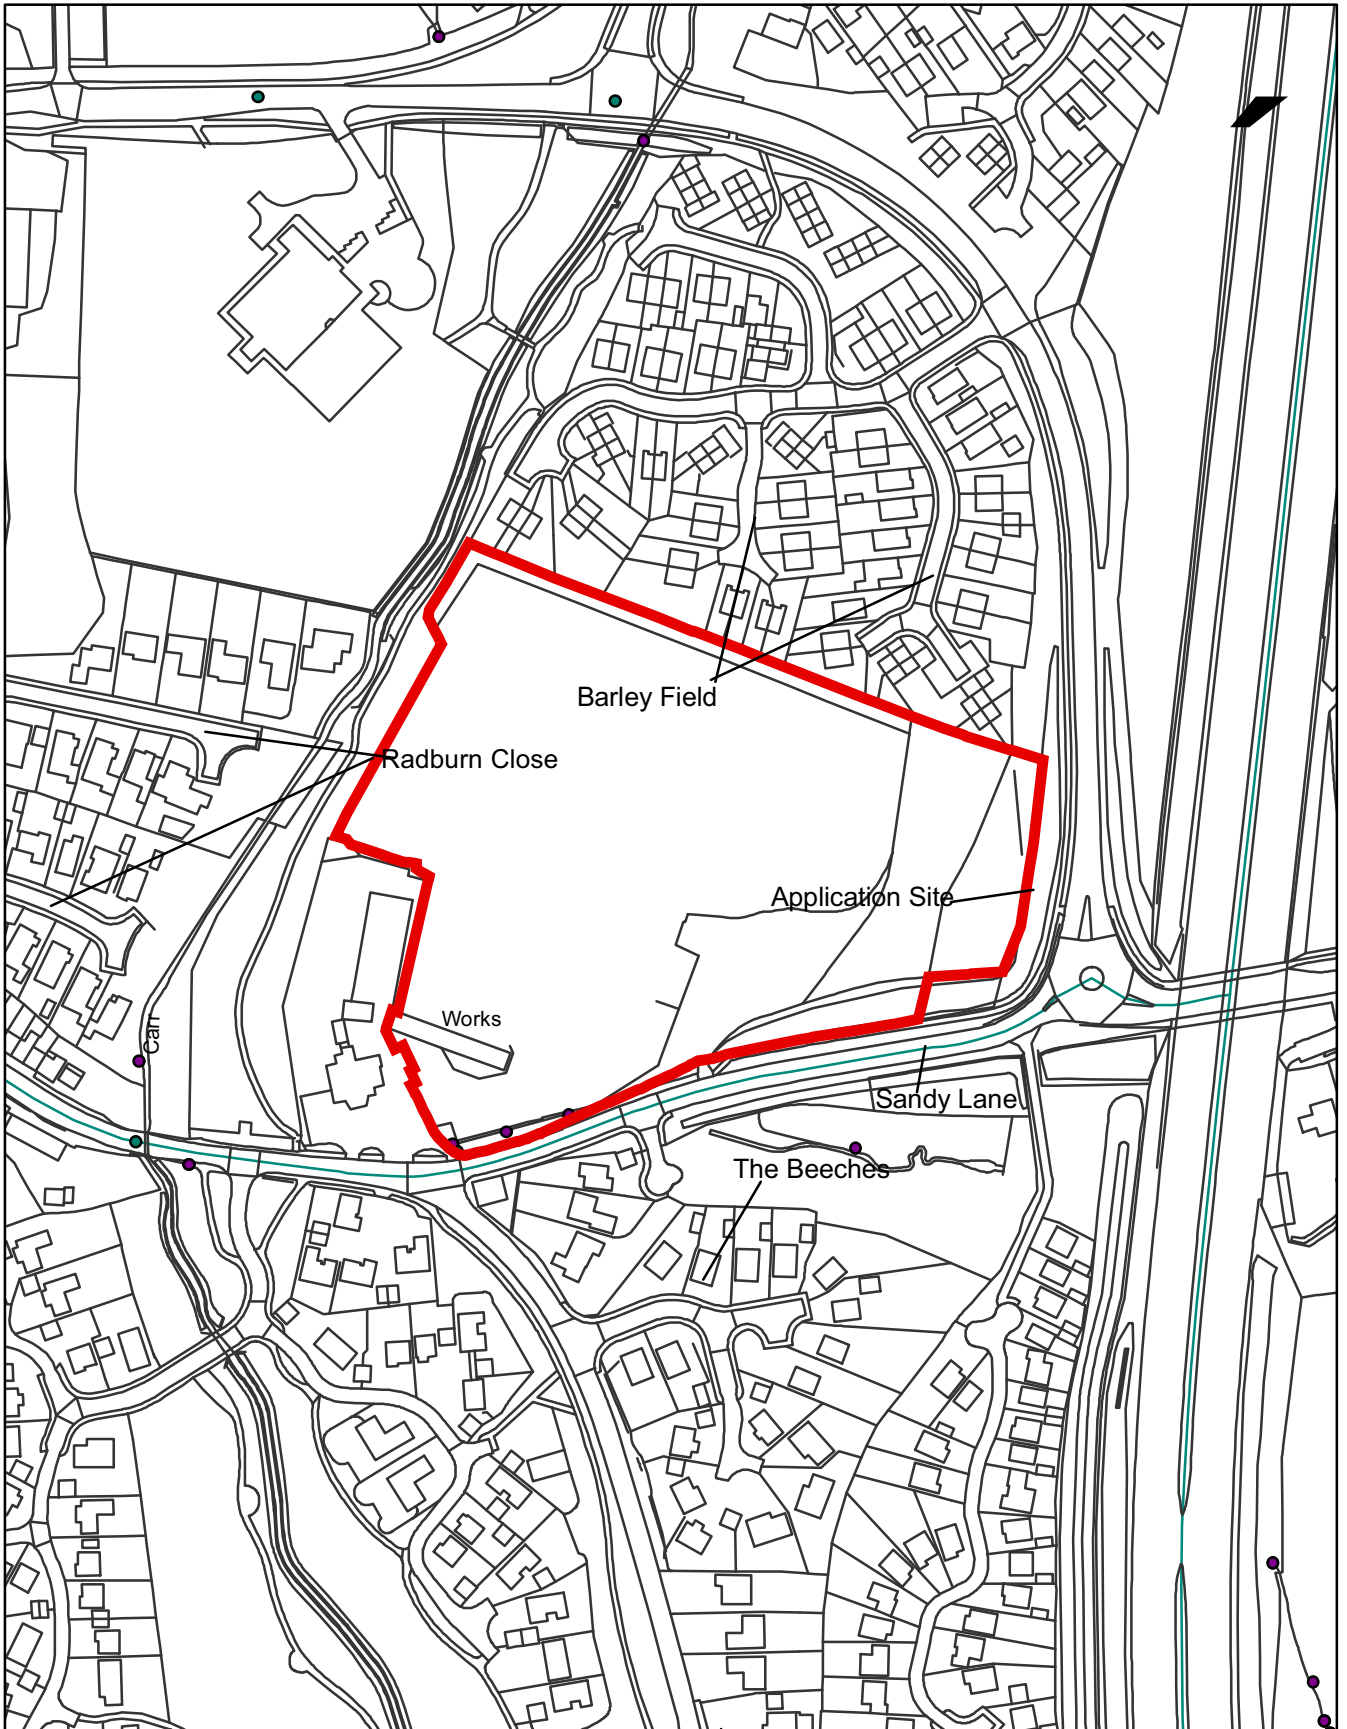 Barley Field
Radburn Close
Application Site
Works
Carr
Sandy Lane
The Beeches